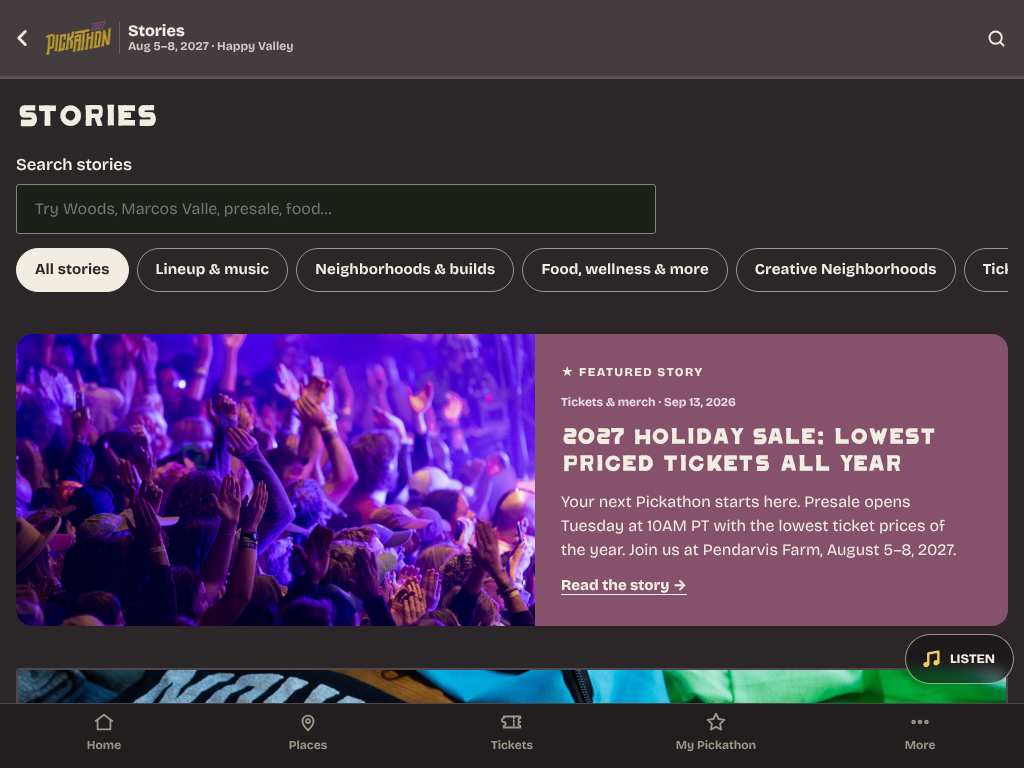 PICKATHON
Stories
Aug 5–8, 2027 · Happy Valley
STORIES
Search stories
Try Woods, Marcos Valle, presale, food...
All stories
Lineup & music
Neighborhoods & builds
Food, wellness & more
Creative Neighborhoods
★ FEATURED STORY
Tickets & merch · Sep 13, 2026
2027 HOLIDAY SALE: LOWEST
PRICED TICKETS ALL YEAR
Your next Pickathon starts here. Presale opens
Tuesday at 10AM PT with the lowest ticket prices of
the year. Join us at Pendarvis Farm, August 5–8, 2027.
Read the story →
LISTEN
Home
Places
Tickets
My Pickathon
More